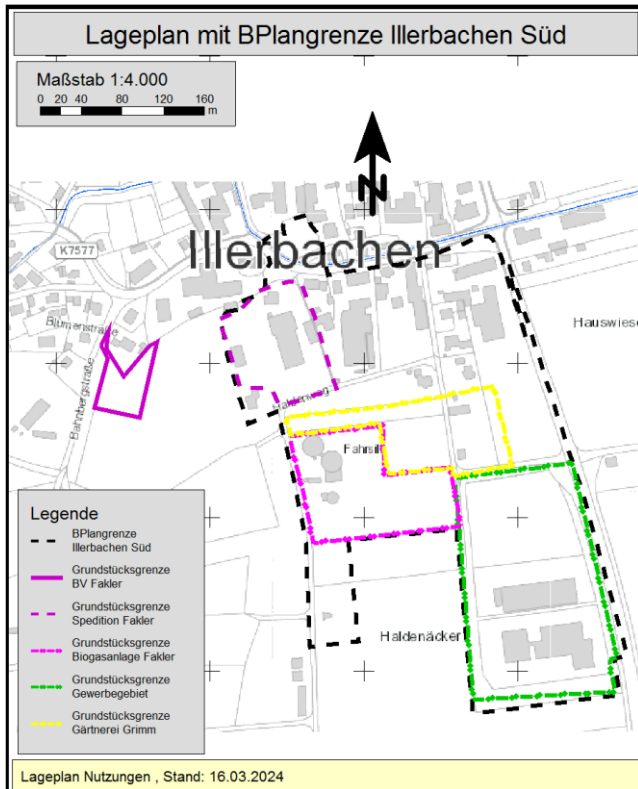 Lageplan mit BPlangrenze Illerbachen Süd
Maßstab 1:4.000
0 20 40 80 120 160
m
N
K7577
Illerbachen
Blumenstraße
Hauswiese
Bahnbergstraße
Haldenweg
Fahrsil
Haldenäcker
Legende
BPlangrenze
Illerbachen Süd
Grundstücksgrenze
BV Fakler
Grundstücksgrenze
Spedition Fakler
Grundstücksgrenze
Biogasanlage Fakler
Grundstücksgrenze
Gewerbegebiet
Grundstücksgrenze
Gärtnerei Grimm
Lageplan Nutzungen , Stand: 16.03.2024